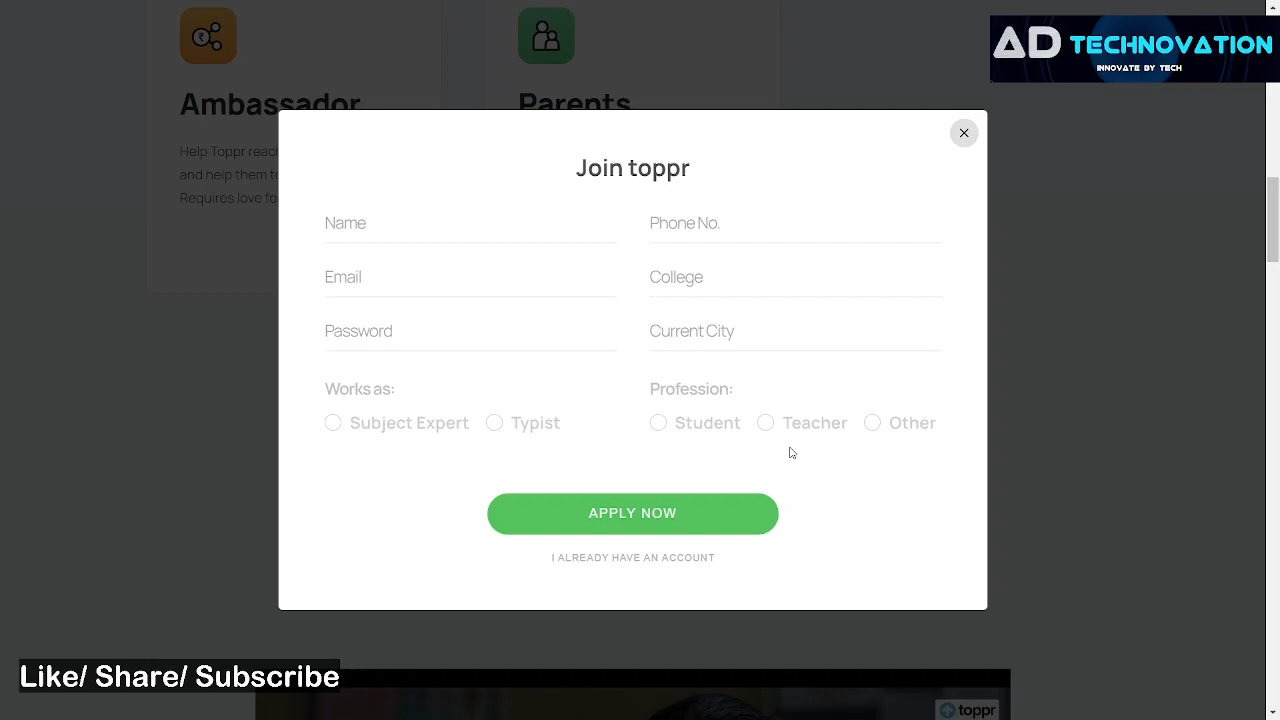 AD TECHNOVATION
INNOVATE BY TECH
Ambassador
Parents
Help Toppr reac
and help them t
Requires love fo
Join toppr
Name
Phone No.
Email
College
Password
Current City
Works as:
Profession:
Subject Expert
Typist
Student
Teacher
Other
APPLY NOW
I ALREADY HAVE AN ACCOUNT
Like/ Share/ Subscribe
toppr